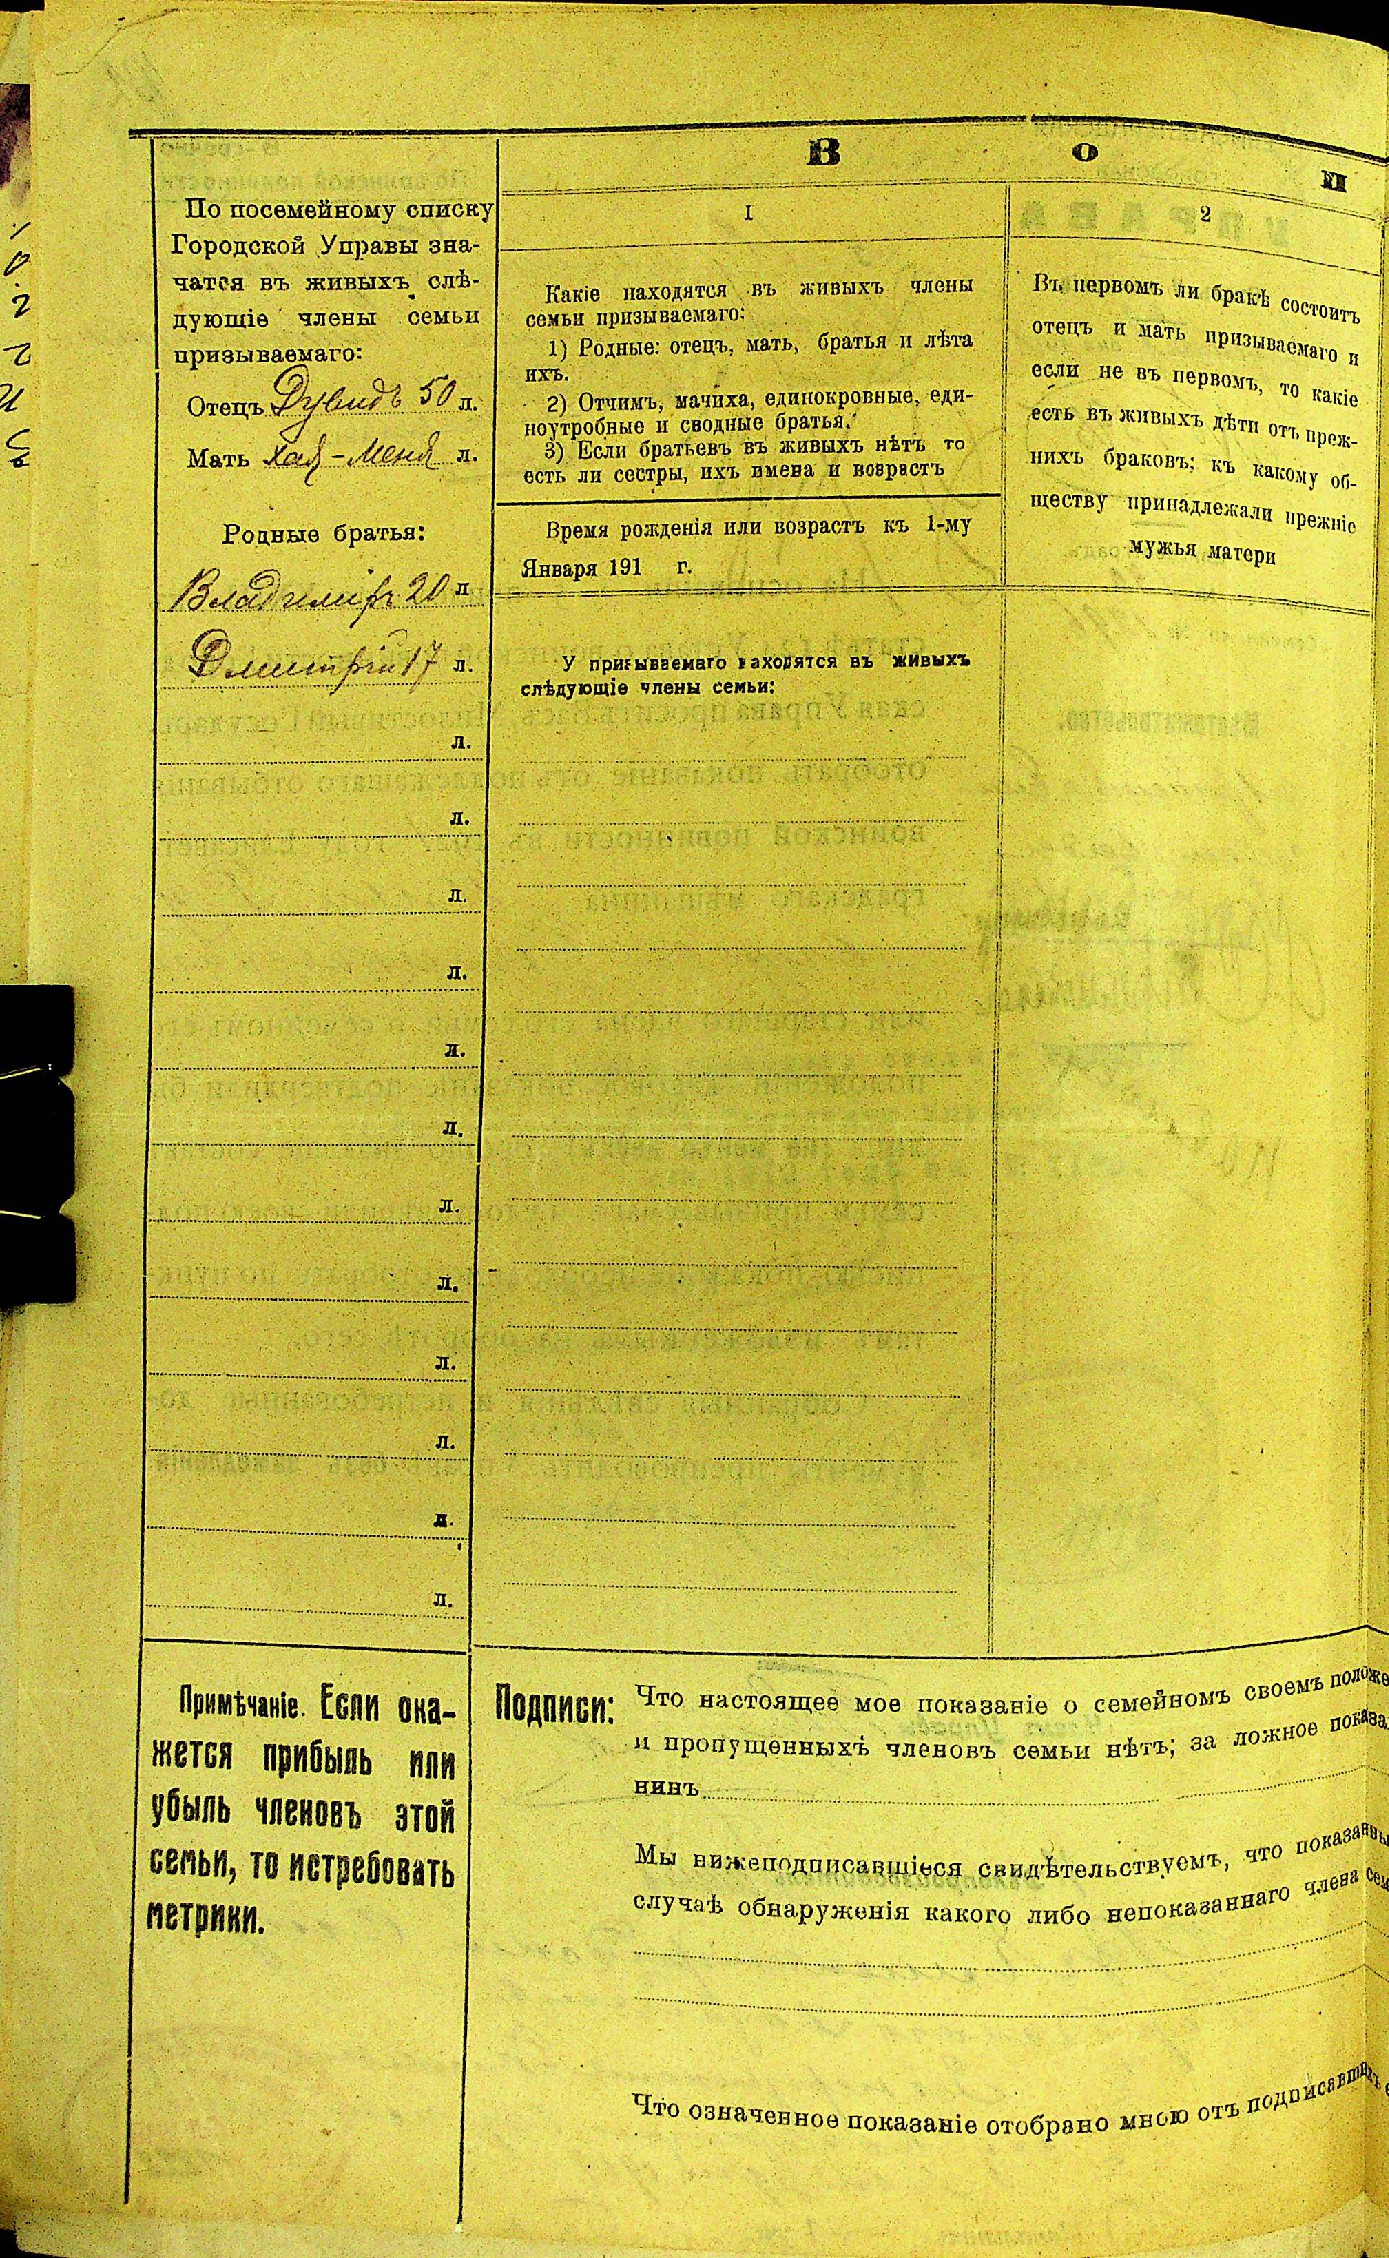 В о
По посемейному списку
Городской Управы зна-
чатся въ живыхъ слѣ-
дующіе члены семьи
призываемаго:
Отецъ Дувидъ 50 л.
Мать Хая-Меня л.
Родные братья:
Владиміръ 20 л
Дмитрій 17 л.
л.
л.
л.
л.
л.
л.
л.
л.
л.
л.
л.
л.
1
Какіе находятся въ живыхъ члены
семьи призываемаго:
1) Родные: отецъ, мать, братья и лѣта
ихъ.
2) Отчимъ, мачиха, единокровные, еди-
ноутробные и сводные братья.
3) Если братьевъ въ живыхъ нѣтъ то
есть ли сестры, ихъ имена и возрастъ
Время рожденія или возрастъ къ 1-му
Января 191 г.
У призываемаго находятся въ живыхъ
слѣдующіе члены семьи:
2
Въ первомъ ли бракѣ состоитъ
отецъ и мать призываемаго и
если не въ первомъ, то какіе
есть въ живыхъ дѣти отъ преж-
нихъ браковъ; къ какому об-
ществу принадлежали прежніе
мужья матери
Примѣчаніе. Если ока-
жется прибыль или
убыль членовъ этой
семьи, то истребовать
метрики.
Подписи: Что настоящее мое показаніе о семейномъ своемъ положе
и пропущенныхъ членовъ семьи нѣтъ; за ложное показа
нинъ
Мы нижеподписавшіеся свидѣтельствуемъ, что показанны
случаѣ обнаруженія какого либо непоказаннаго члена сем
Что означенное показаніе отобрано мною отъ подписавшихъ